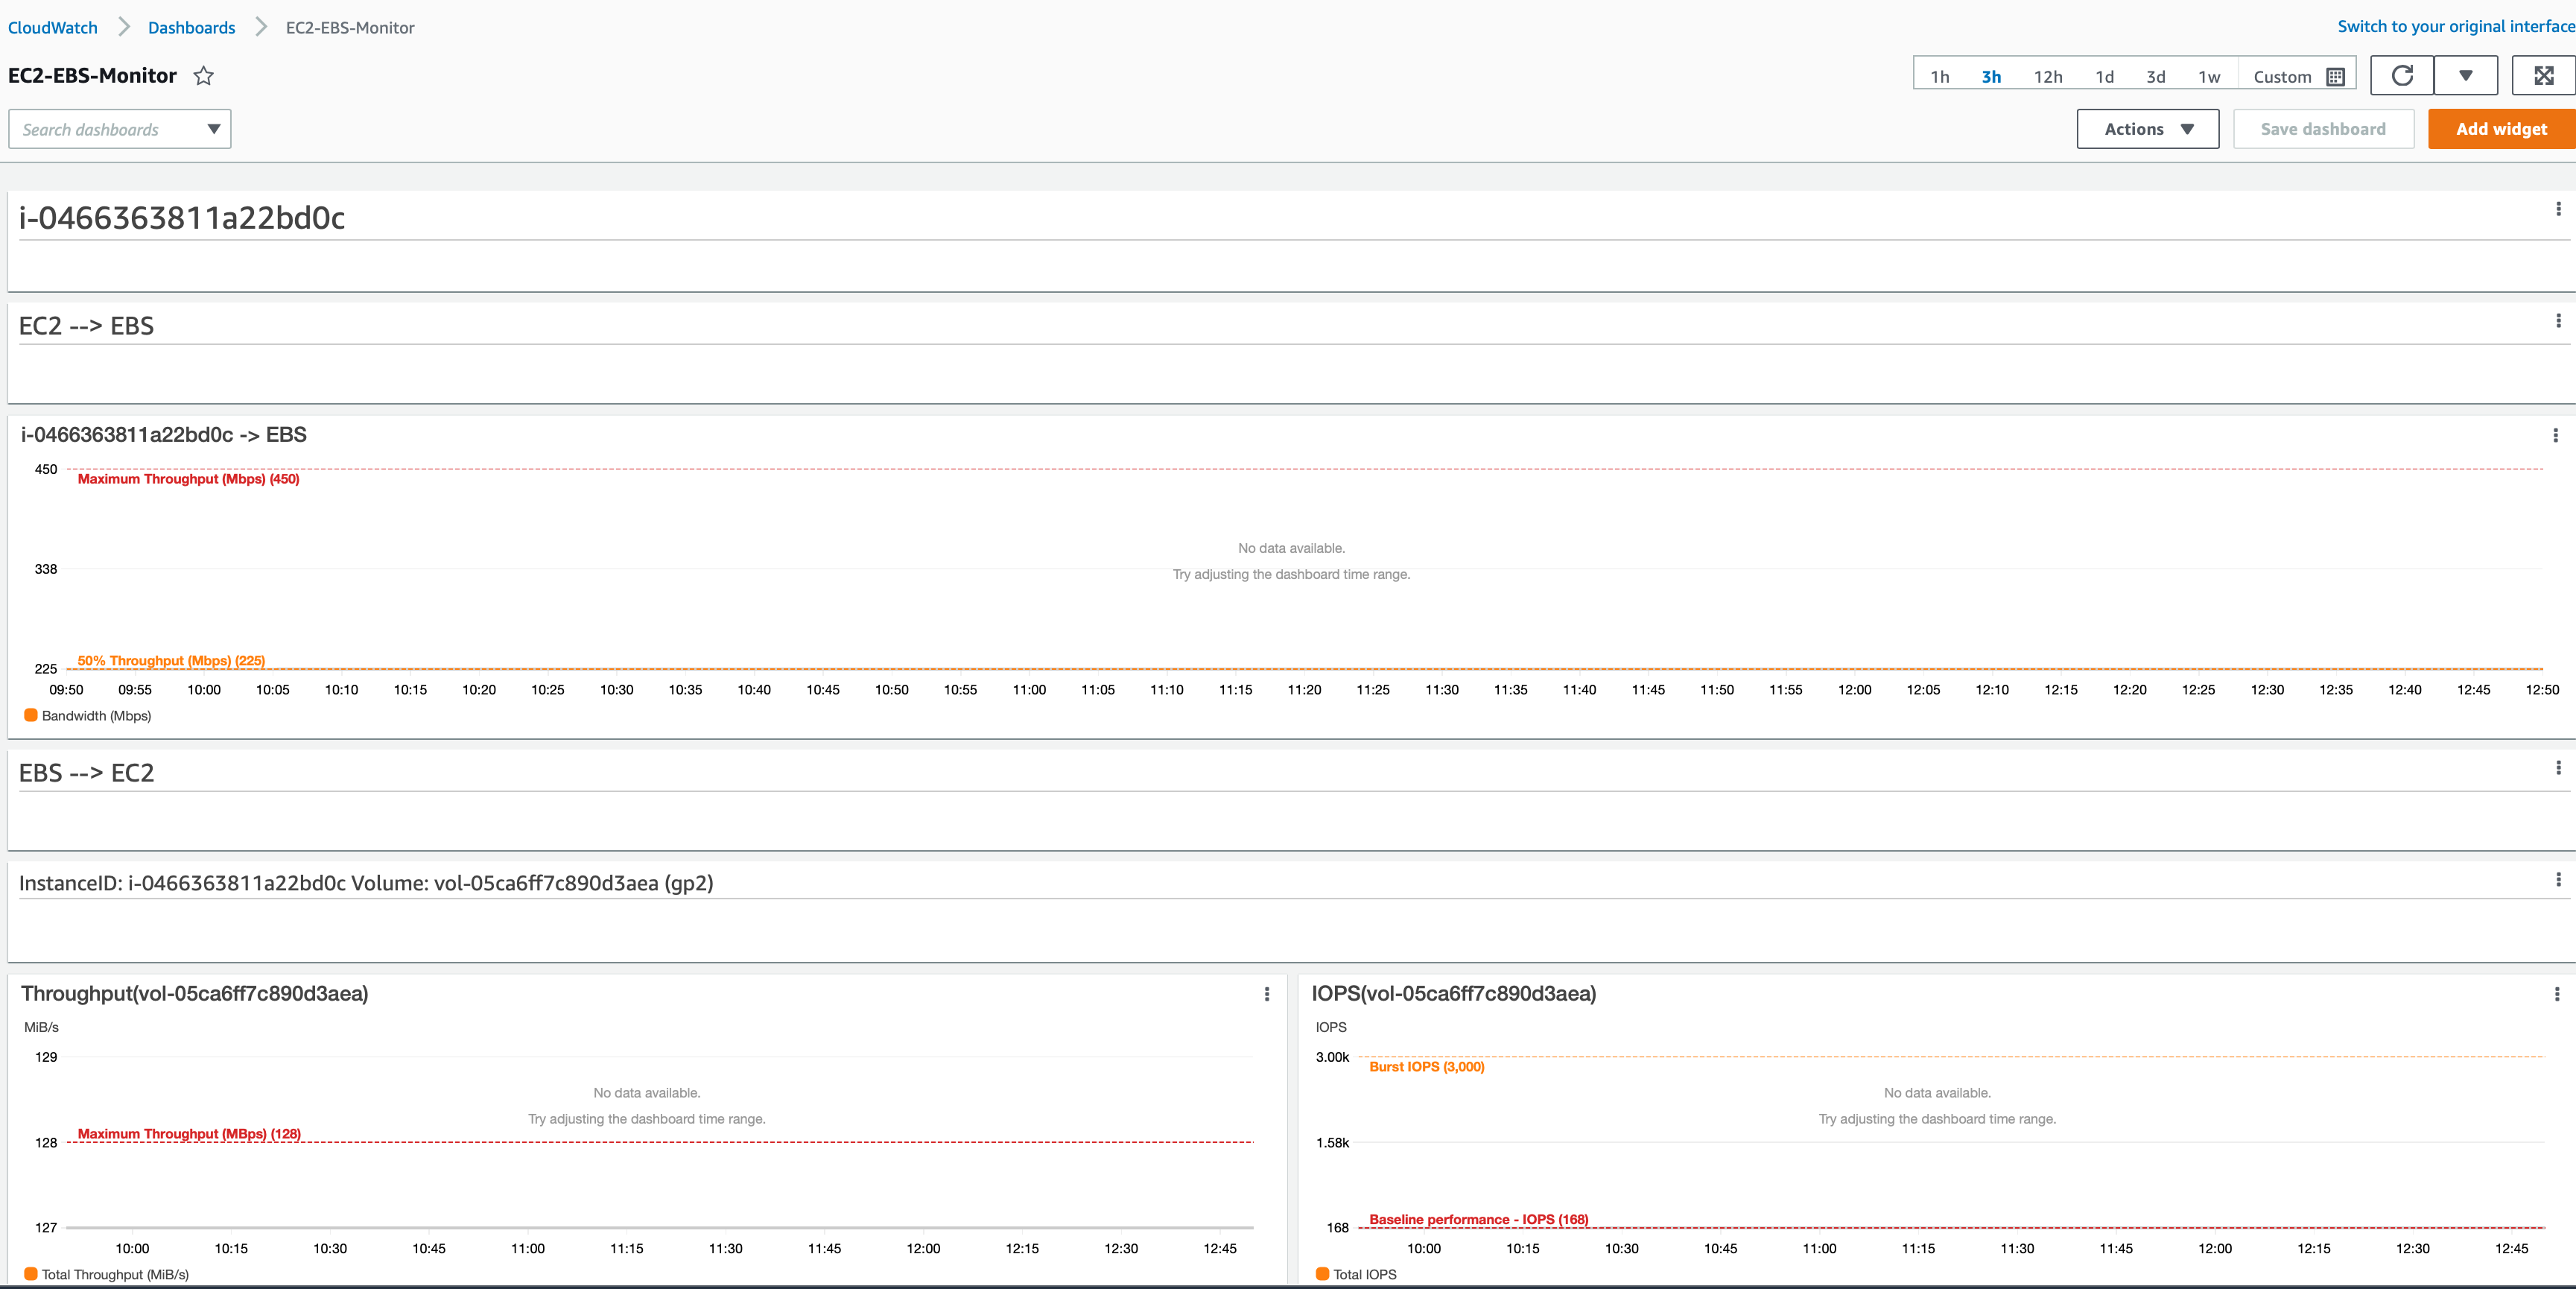 CloudWatch > Dashboards > EC2-EBS-Monitor
Switch to your original interface
EC2-EBS-Monitor
1h 3h 12h 1d 3d 1w Custom
Search dashboards
Actions Save dashboard Add widget
i-0466363811a22bd0c
EC2 --> EBS
i-0466363811a22bd0c -> EBS
450
Maximum Throughput (Mbps) (450)
No data available.
338
Try adjusting the dashboard time range.
50% Throughput (Mbps) (225)
225
09:50 09:55 10:00 10:05 10:10 10:15 10:20 10:25 10:30 10:35 10:40 10:45 10:50 10:55 11:00 11:05 11:10 11:15 11:20 11:25 11:30 11:35 11:40 11:45 11:50 11:55 12:00 12:05 12:10 12:15 12:20 12:25 12:30 12:35 12:40 12:45 12:50
Bandwidth (Mbps)
EBS --> EC2
InstanceID: i-0466363811a22bd0c Volume: vol-05ca6ff7c890d3aea (gp2)
Throughput(vol-05ca6ff7c890d3aea)
MiB/s
129
No data available.
Try adjusting the dashboard time range.
Maximum Throughput (MBps) (128)
128
127
10:00 10:15 10:30 10:45 11:00 11:15 11:30 11:45 12:00 12:15 12:30 12:45
Total Throughput (MiB/s)
IOPS(vol-05ca6ff7c890d3aea)
IOPS
3.00k
Burst IOPS (3,000)
No data available.
Try adjusting the dashboard time range.
1.58k
Baseline performance - IOPS (168)
168
10:00 10:15 10:30 10:45 11:00 11:15 11:30 11:45 12:00 12:15 12:30 12:45
Total IOPS